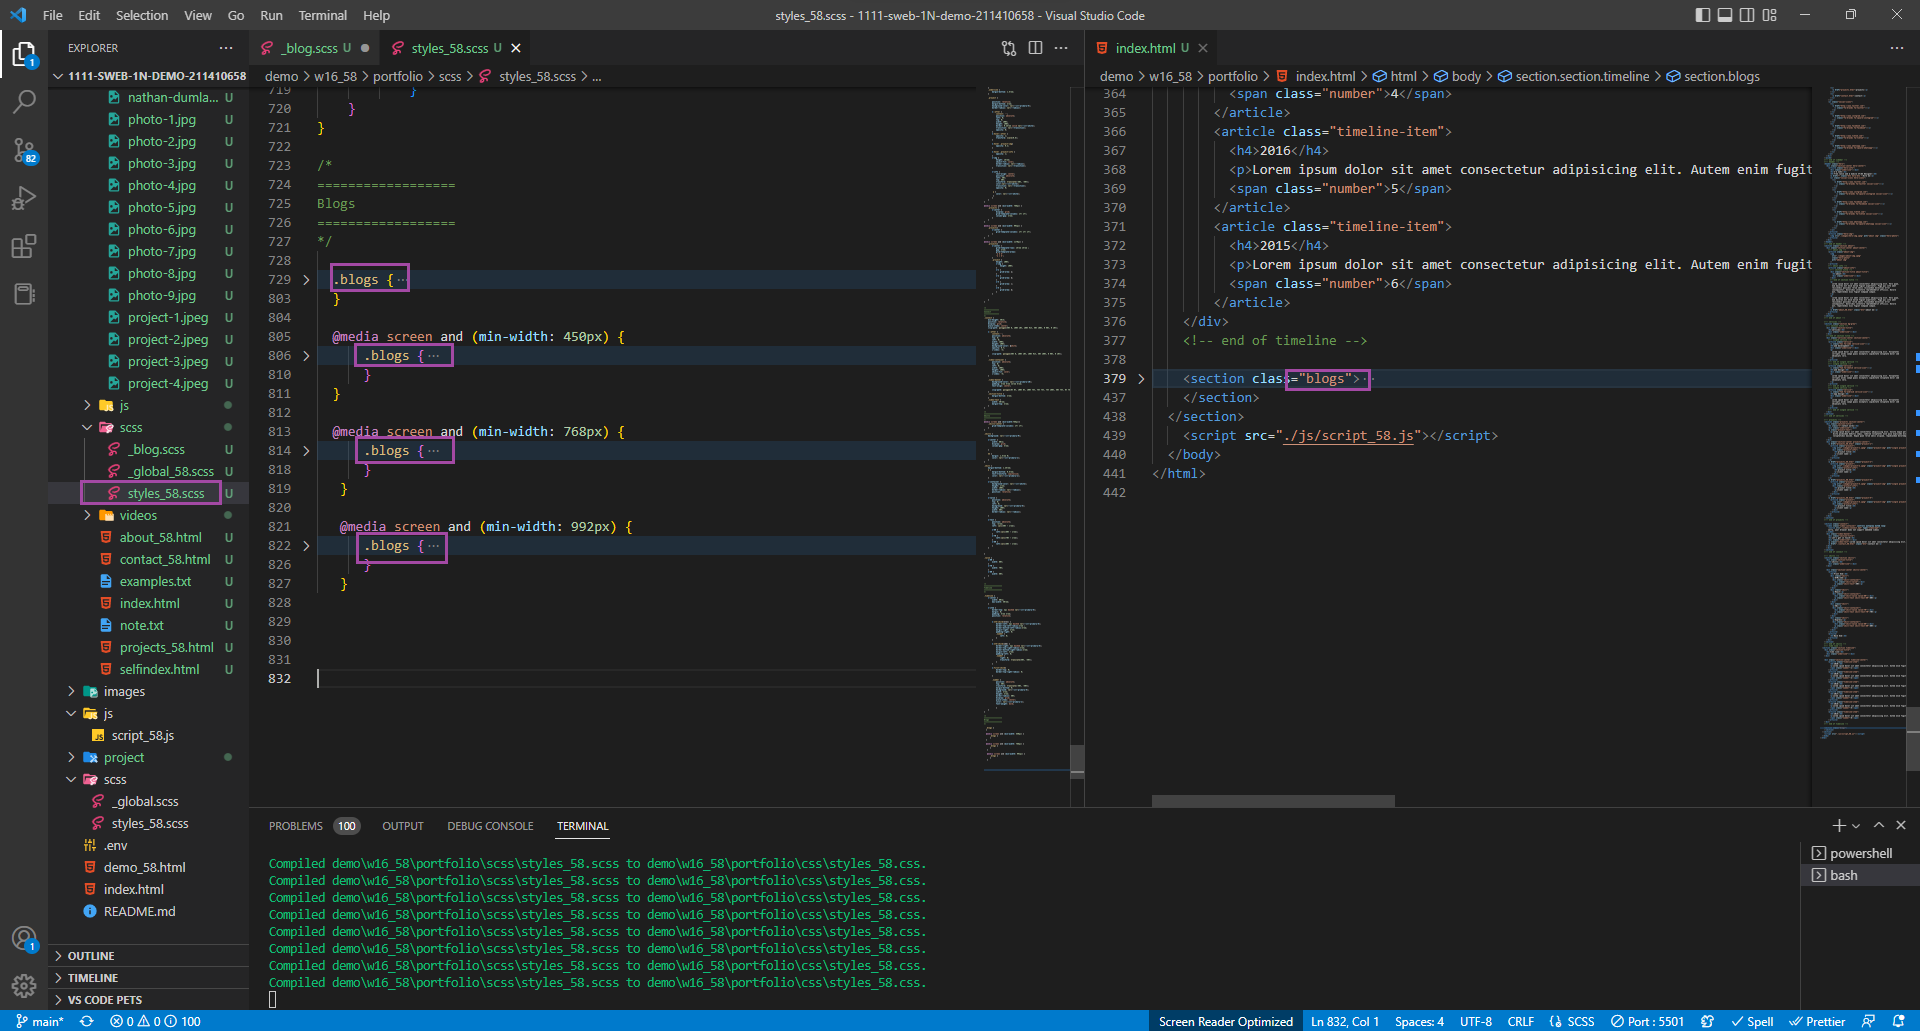 File Edit Selection View Go Run Terminal Help
styles_58.scss - 1111-sweb-1N-demo-211410658 - Visual Studio Code
EXPLORER
1111-SWEB-1N-DEMO-211410658
nathan-dumla... U
photo-1.jpg U
photo-2.jpg U
photo-3.jpg U
photo-4.jpg U
photo-5.jpg U
photo-6.jpg U
photo-7.jpg U
photo-8.jpg U
photo-9.jpg U
project-1.jpeg U
project-2.jpeg U
project-3.jpeg U
project-4.jpeg U
js
scss
_blog.scss U
_global_58.scss U
styles_58.scss U
videos
about_58.html U
contact_58.html U
examples.txt U
index.html U
note.txt U
projects_58.html U
selfindex.html U
images
js
script_58.js
project
scss
_global.scss
styles_58.scss
.env
demo_58.html
index.html
README.md
OUTLINE
TIMELINE
VS CODE PETS
1
82
1
_blog.scss U
styles_58.scss U
demo > w16_58 > portfolio > scss > styles_58.scss > ...
719 }
720 }
721 }
722
723 /*
724 ==================
725 Blogs
726 ==================
727 */
728
729 .blogs {···
803 }
804
805 @media screen and (min-width: 450px) {
806 .blogs {···
810 }
811 }
812
813 @media screen and (min-width: 768px) {
814 .blogs {···
818 }
819 }
820
821 @media screen and (min-width: 992px) {
822 .blogs {···
826 }
827 }
828
829
830
831
832
index.html U
demo > w16_58 > portfolio > index.html > html > body > section.section.timeline > section.blogs
364 <span class="number">4</span>
365 </article>
366 <article class="timeline-item">
367 <h4>2016</h4>
368 <p>Lorem ipsum dolor sit amet consectetur adipisicing elit. Autem enim fugit
369 <span class="number">5</span>
370 </article>
371 <article class="timeline-item">
372 <h4>2015</h4>
373 <p>Lorem ipsum dolor sit amet consectetur adipisicing elit. Autem enim fugit
374 <span class="number">6</span>
375 </article>
376 </div>
377 <!-- end of timeline -->
378
379 <section class="blogs">···
437 </section>
438 </section>
439 <script src="./js/script_58.js"></script>
440 </body>
441 </html>
442
PROBLEMS 100 OUTPUT DEBUG CONSOLE TERMINAL
Compiled demo\w16_58\portfolio\scss\styles_58.scss to demo\w16_58\portfolio\css\styles_58.css.
Compiled demo\w16_58\portfolio\scss\styles_58.scss to demo\w16_58\portfolio\css\styles_58.css.
Compiled demo\w16_58\portfolio\scss\styles_58.scss to demo\w16_58\portfolio\css\styles_58.css.
Compiled demo\w16_58\portfolio\scss\styles_58.scss to demo\w16_58\portfolio\css\styles_58.css.
Compiled demo\w16_58\portfolio\scss\styles_58.scss to demo\w16_58\portfolio\css\styles_58.css.
Compiled demo\w16_58\portfolio\scss\styles_58.scss to demo\w16_58\portfolio\css\styles_58.css.
Compiled demo\w16_58\portfolio\scss\styles_58.scss to demo\w16_58\portfolio\css\styles_58.css.
Compiled demo\w16_58\portfolio\scss\styles_58.scss to demo\w16_58\portfolio\css\styles_58.css.
powershell
bash
main* 0 0 100 Screen Reader Optimized Ln 832, Col 1 Spaces: 4 UTF-8 CRLF {} SCSS Port : 5501 Spell Prettier